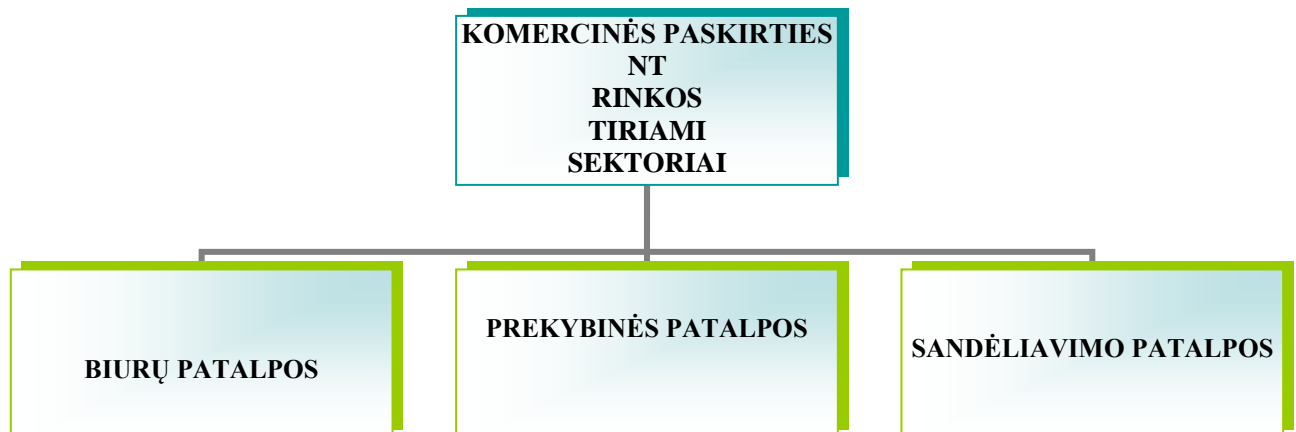 KOMERCINĖS PASKIRTIES
NT
RINKOS
TIRIAMI
SEKTORIAI
BIURŲ PATALPOS
PREKYBINĖS PATALPOS
SANDĖLIAVIMO PATALPOS